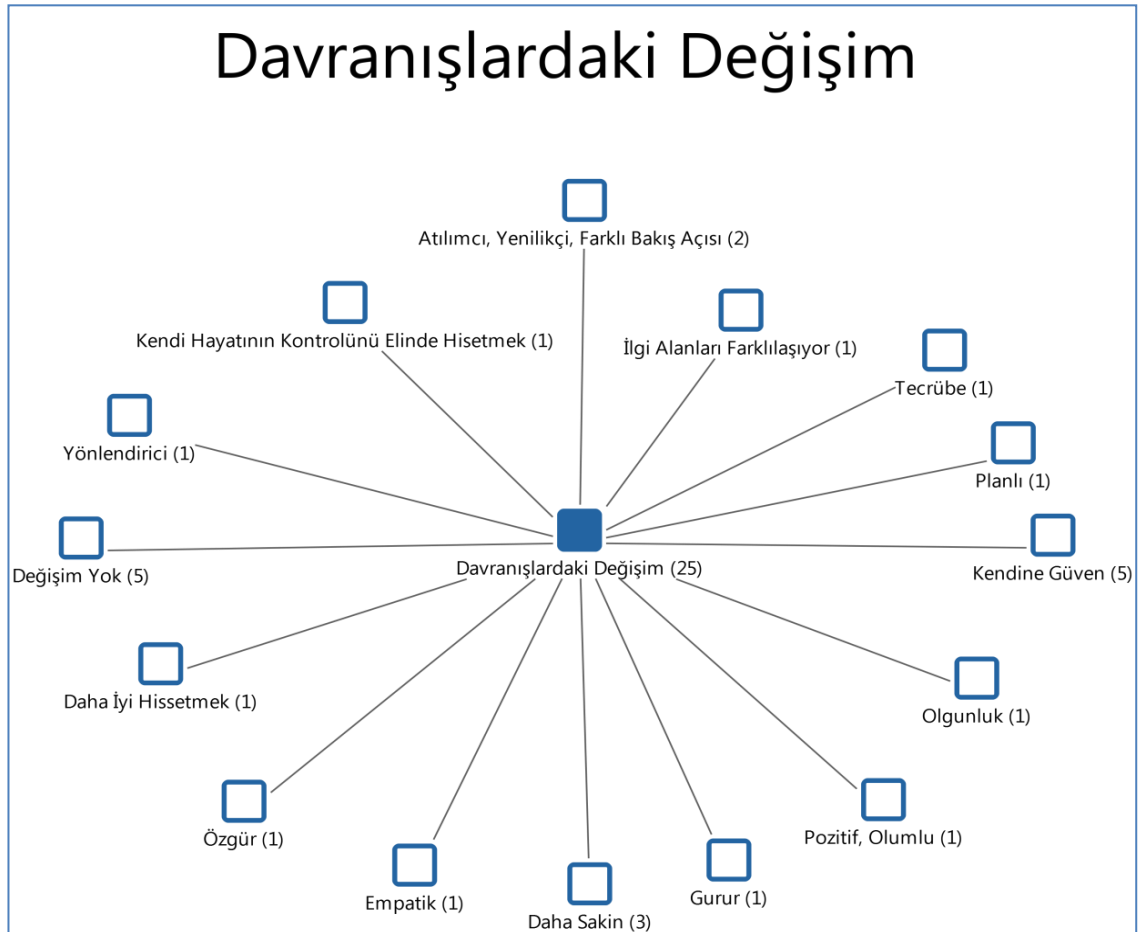 Davranışlardaki Değişim
Atılımcı, Yenilikçi, Farklı Bakış Açısı (2)
Kendi Hayatının Kontrolünü Elinde Hisetmek (1)
İlgi Alanları Farklılaşıyor (1)
Tecrübe (1)
Yönlendirici (1)
Planlı (1)
Değişim Yok (5)
Davranışlardaki Değişim (25)
Kendine Güven (5)
Daha İyi Hissetmek (1)
Olgunluk (1)
Özgür (1)
Pozitif, Olumlu (1)
Empatik (1)
Gurur (1)
Daha Sakin (3)